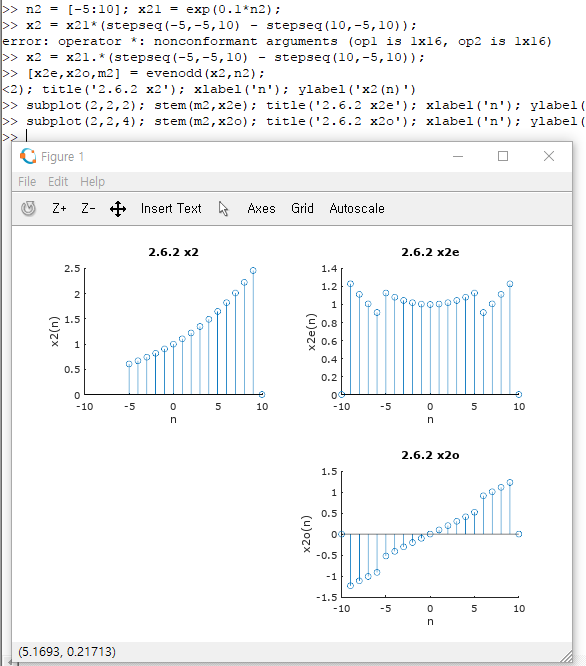 >> n2 = [-5:10]; x21 = exp(0.1*n2);
>> x2 = x21*(stepseq(-5,-5,10) - stepseq(10,-5,10));
error: operator *: nonconformant arguments (op1 is 1x16, op2 is 1x16)
>> x2 = x21.*(stepseq(-5,-5,10) - stepseq(10,-5,10));
>> [x2e,x2o,m2] = evenodd(x2,n2);
<2); title('2.6.2 x2'); xlabel('n'); ylabel('x2(n)')
>> subplot(2,2,2); stem(m2,x2e); title('2.6.2 x2e'); xlabel('n'); ylabel(
>> subplot(2,2,4); stem(m2,x2o); title('2.6.2 x2o'); xlabel('n'); ylabel(
>>
Figure 1
File Edit Help
Z+ Z- Insert Text Axes Grid Autoscale
2.6.2 x2
2.5
2
1.5
1
0.5
0
x2(n)
-10 -5 0 5 10
n
2.6.2 x2e
1.4
1.2
1
0.8
0.6
0.4
0.2
0
x2e(n)
-10 -5 0 5 10
n
2.6.2 x2o
1.5
1
0.5
0
-0.5
-1
-1.5
x2o(n)
-10 -5 0 5 10
n
(5.1693, 0.21713)